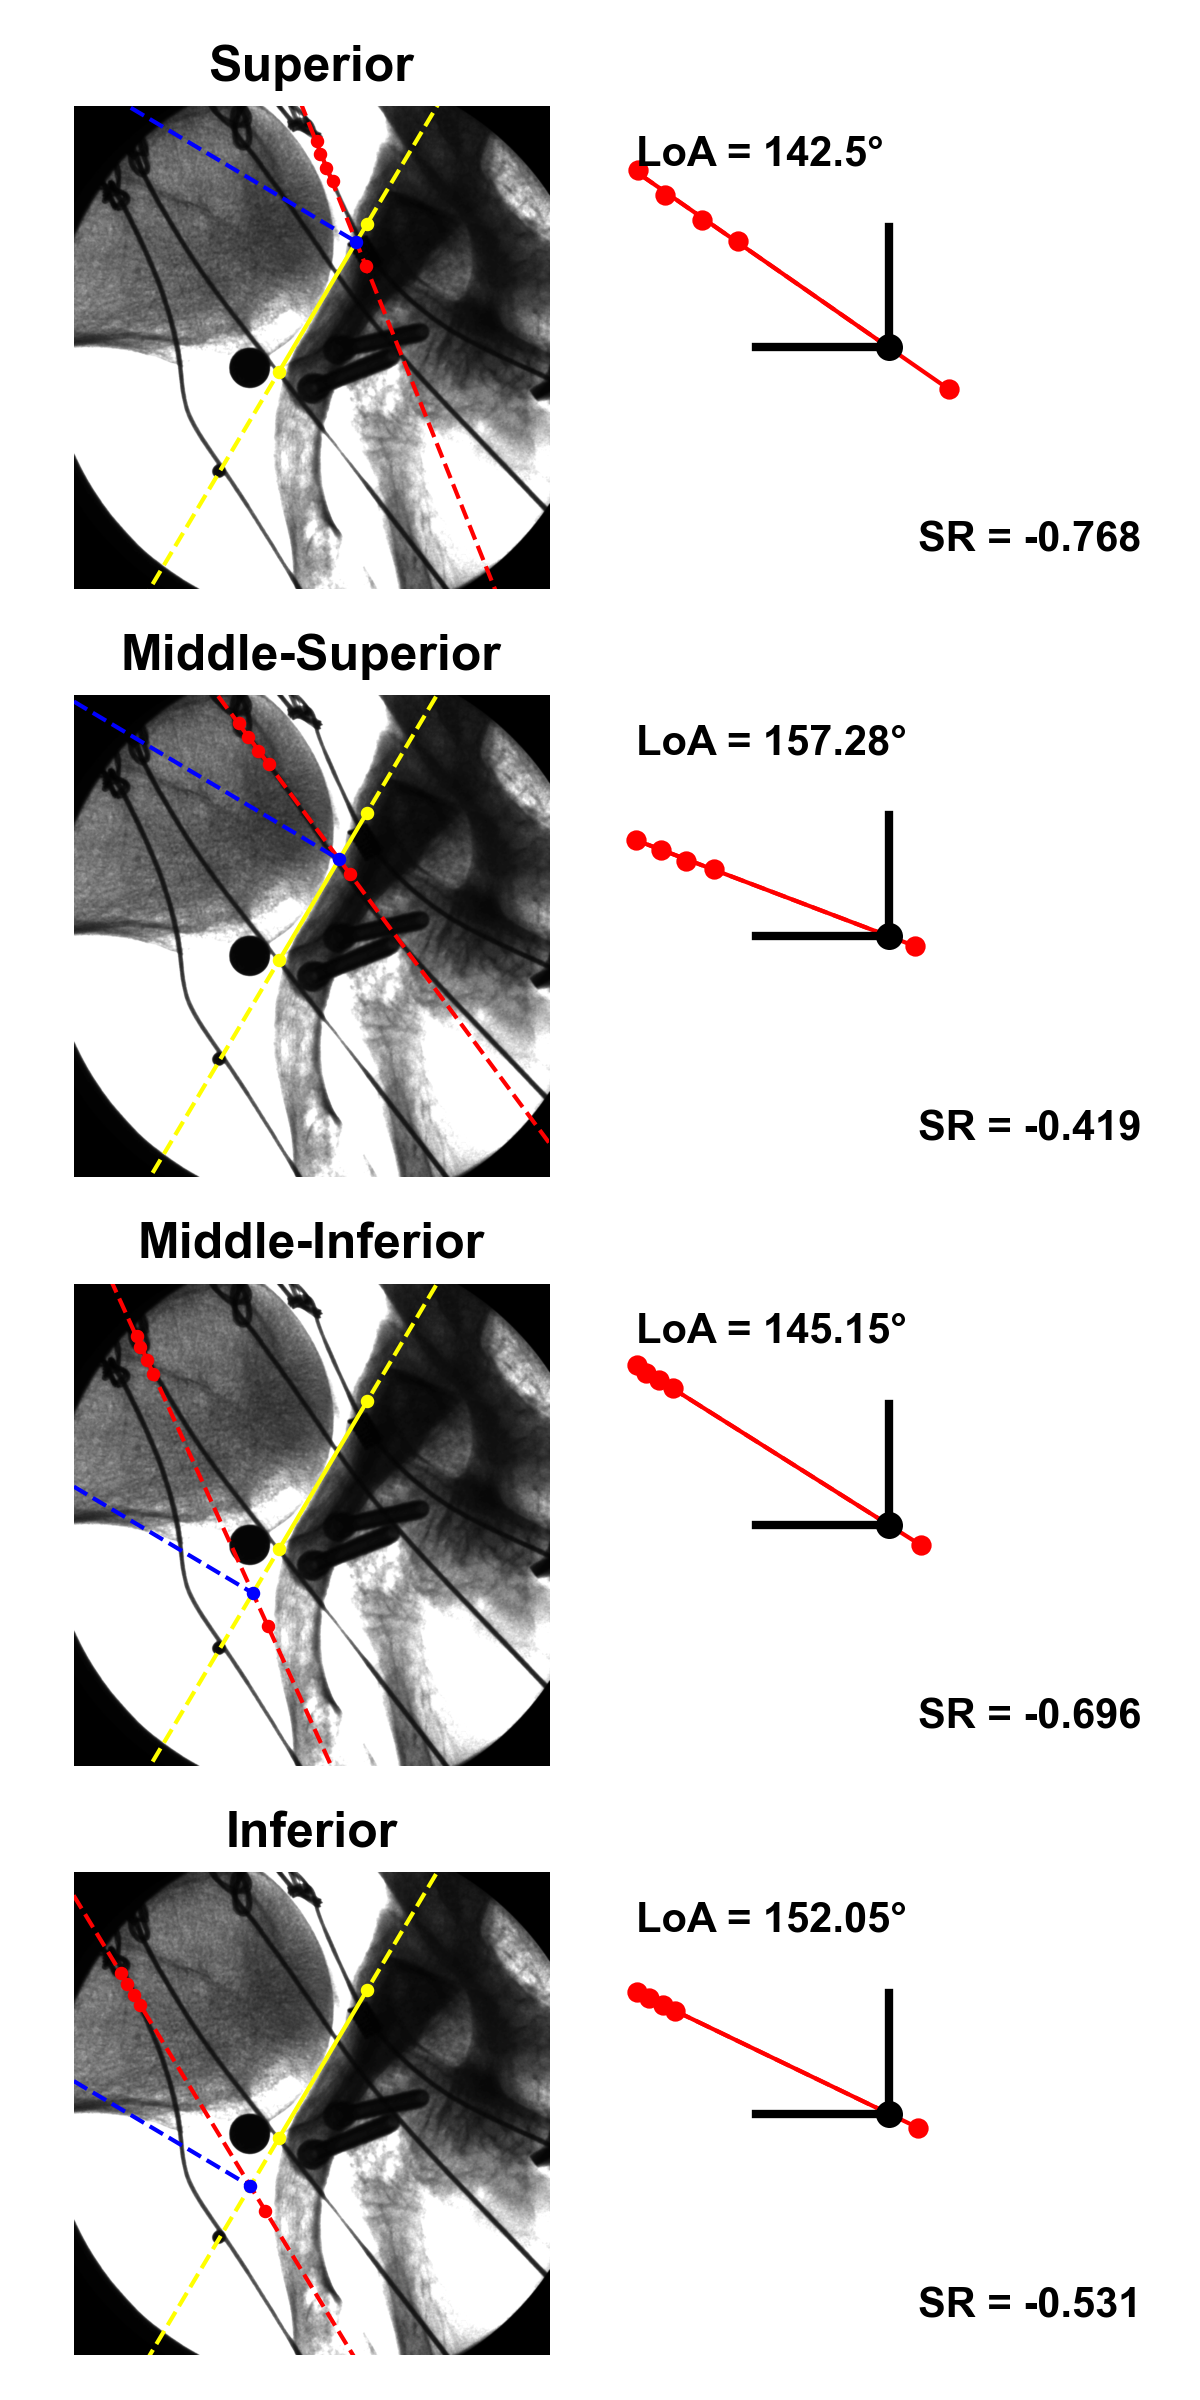 Superior
LoA = 142.5°
SR = -0.768
Middle-Superior
LoA = 157.28°
SR = -0.419
Middle-Inferior
LoA = 145.15°
SR = -0.696
Inferior
LoA = 152.05°
SR = -0.531